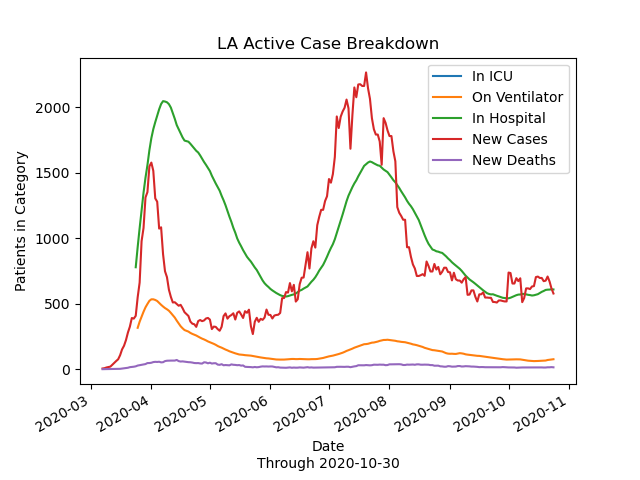 LA Active Case Breakdown
In ICU
On Ventilator
In Hospital
New Cases
New Deaths
Patients in Category
2000
1500
1000
500
0
2020-03
2020-04
2020-05
2020-06
2020-07
2020-08
2020-09
2020-10
2020-11
Date
Through 2020-10-30